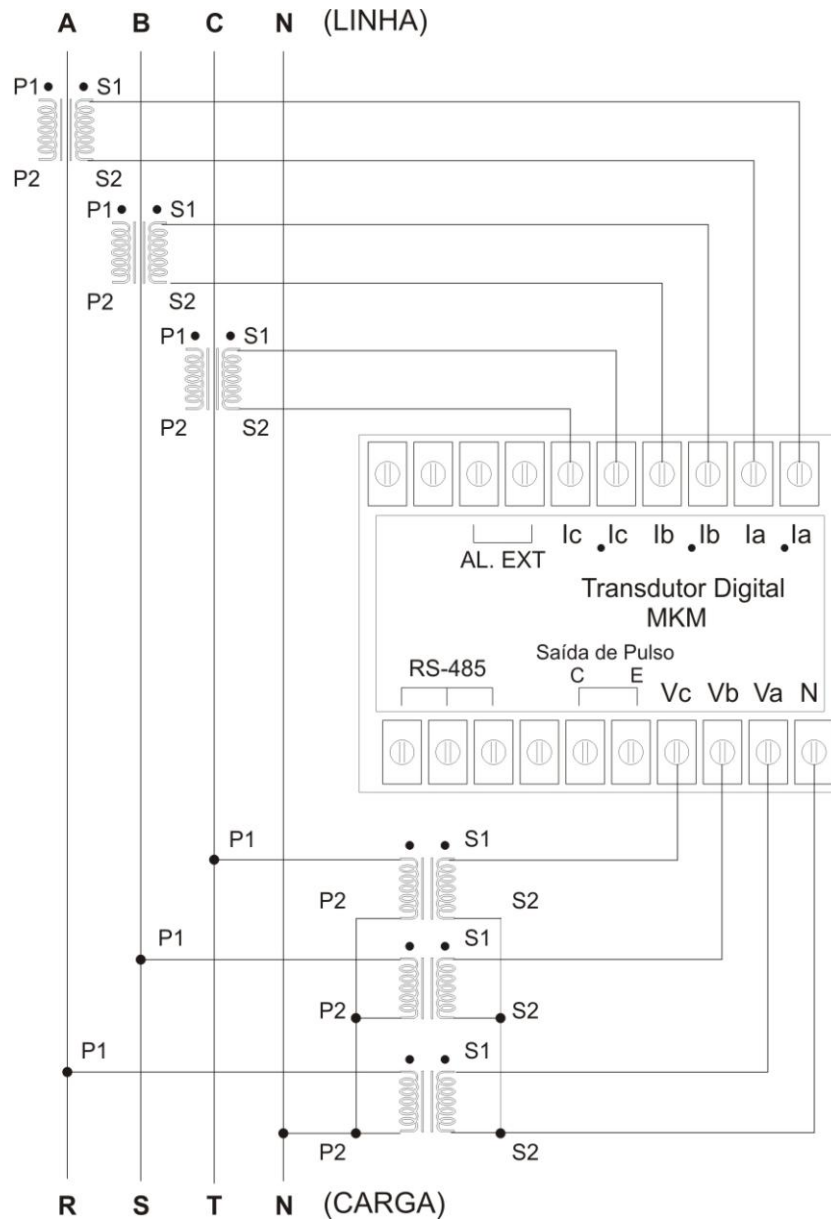 A B C N (LINHA)
P1 S1
P2 S2
P1 S1
P2 S2
P1 S1
P2 S2
Ic Ic Ib Ib Ia Ia
AL. EXT
Transdutor Digital
MKM
Saída de Pulso
RS-485 C E
Vc Vb Va N
P1 S1
P2 S2
P1 S1
P2 S2
P1 S1
P2 S2
R S T N (CARGA)